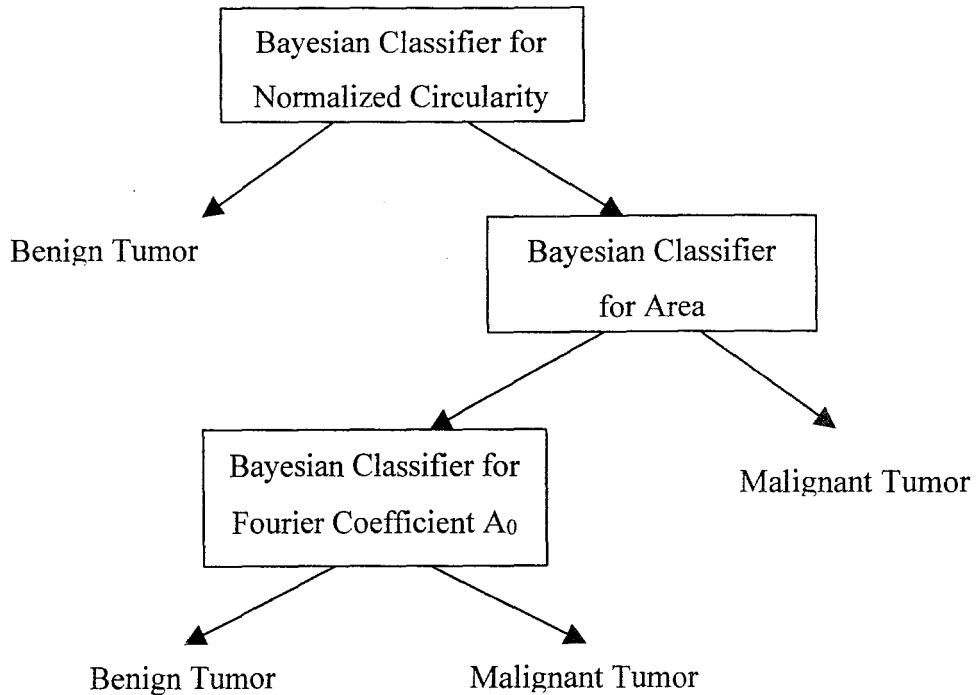 Bayesian Classifier for
Normalized Circularity
Benign Tumor
Bayesian Classifier
for Area
Bayesian Classifier for
Fourier Coefficient A₀
Malignant Tumor
Benign Tumor
Malignant Tumor